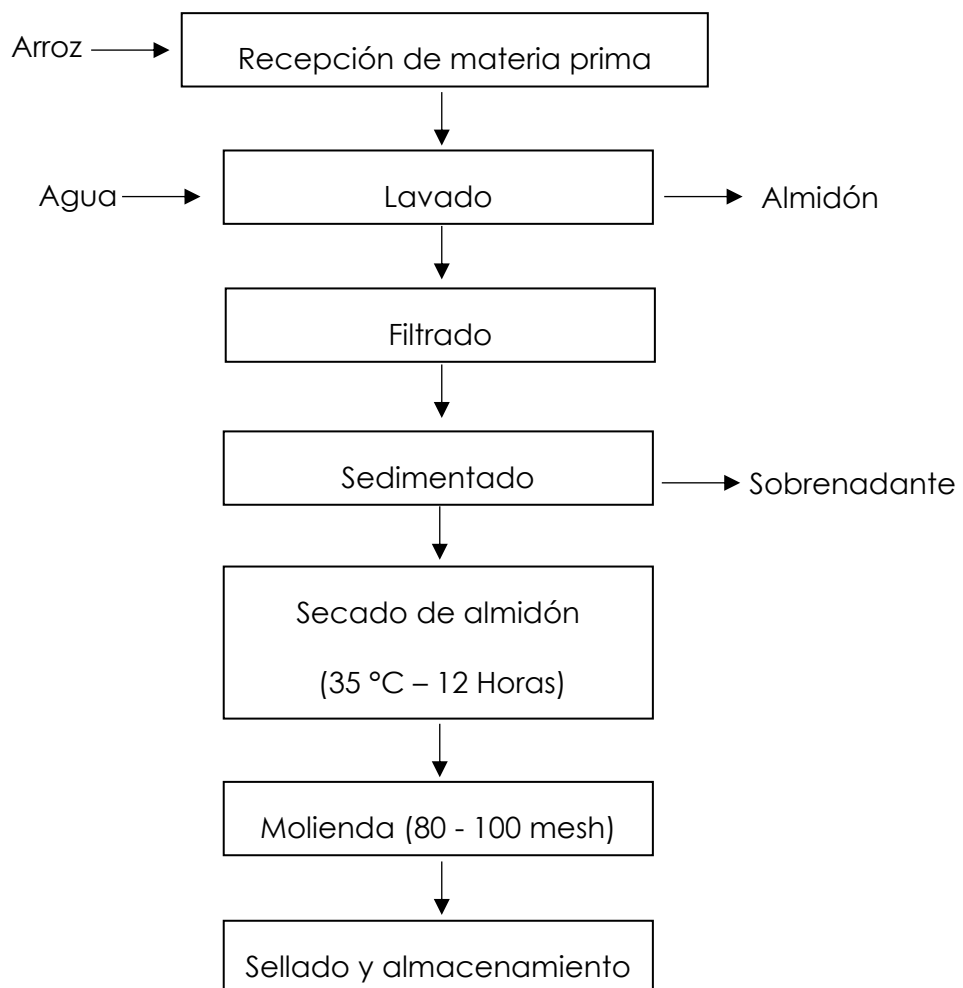 Arroz
Recepción de materia prima
Agua
Lavado
Almidón
Filtrado
Sedimentado
Sobrenadante
Secado de almidón
(35 °C – 12 Horas)
Molienda (80 - 100 mesh)
Sellado y almacenamiento